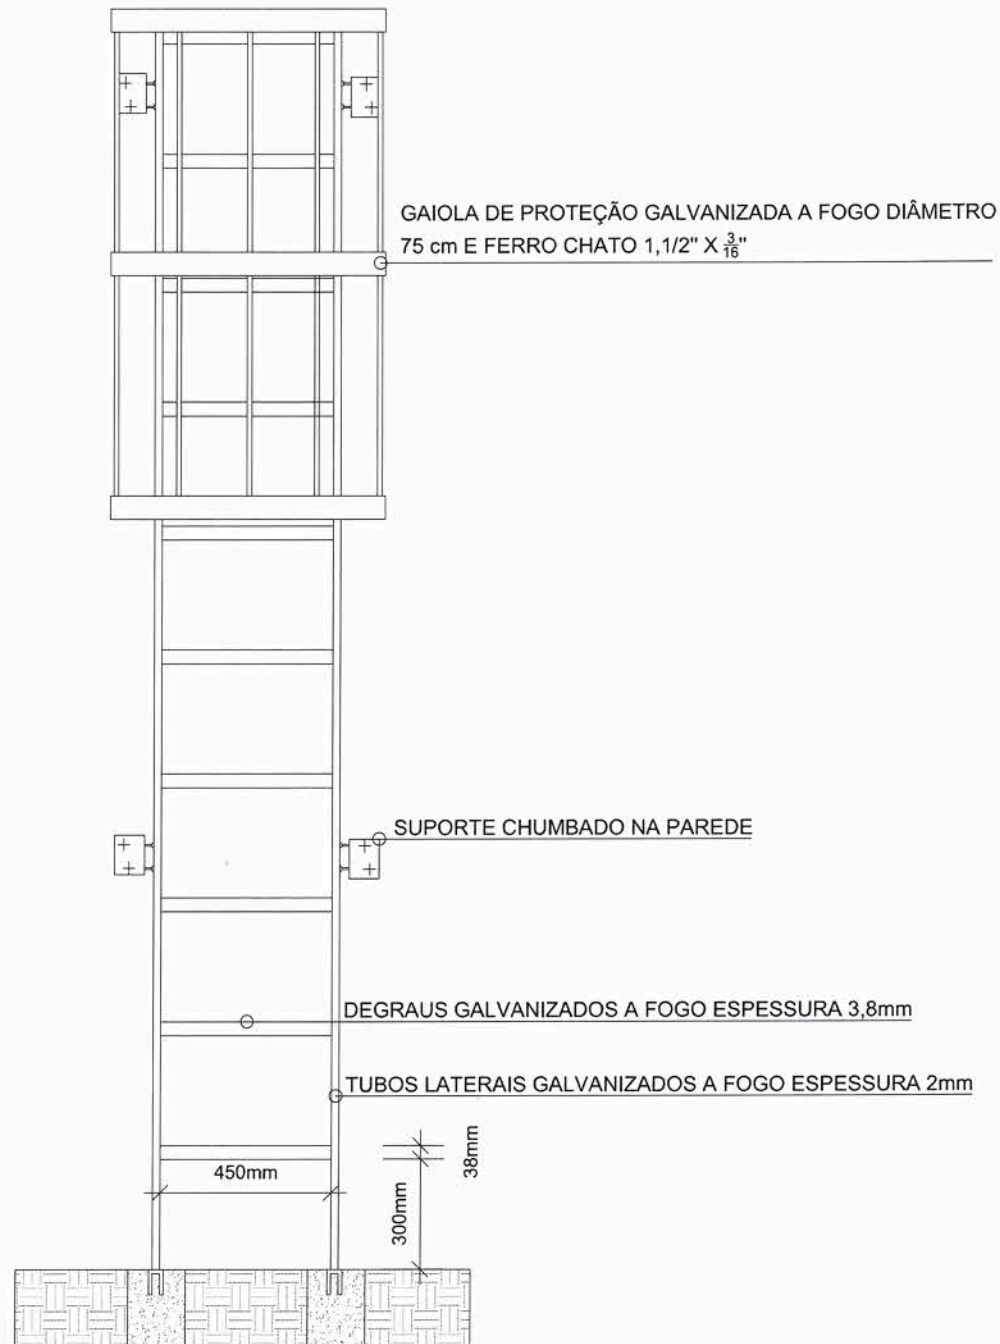 GAIOLA DE PROTEÇÃO GALVANIZADA A FOGO DIÂMETRO
75 cm E FERRO CHATO 1,1/2" X 3/16"
SUPORTE CHUMBADO NA PAREDE
DEGRAUS GALVANIZADOS A FOGO ESPESSURA 3,8mm
TUBOS LATERAIS GALVANIZADOS A FOGO ESPESSURA 2mm
38mm
450mm
300mm